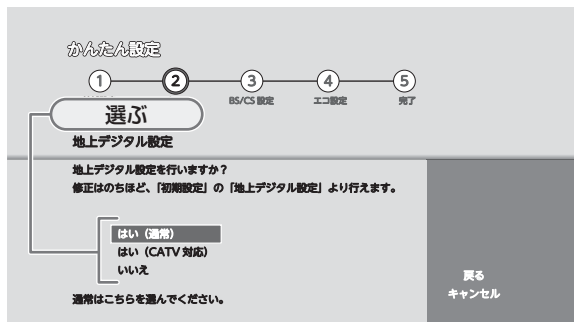 かんたん設定
1 2 3 4 5
BS/CS 設定 エコ設定 完了
選ぶ
地上デジタル設定
地上デジタル設定を行いますか?
修正はのちほど、「初期設定」の「地上デジタル設定」より行えます。
はい（通常）
はい（CATV 対応）
いいえ
通常はこちらを選んでください。
戻る
キャンセル